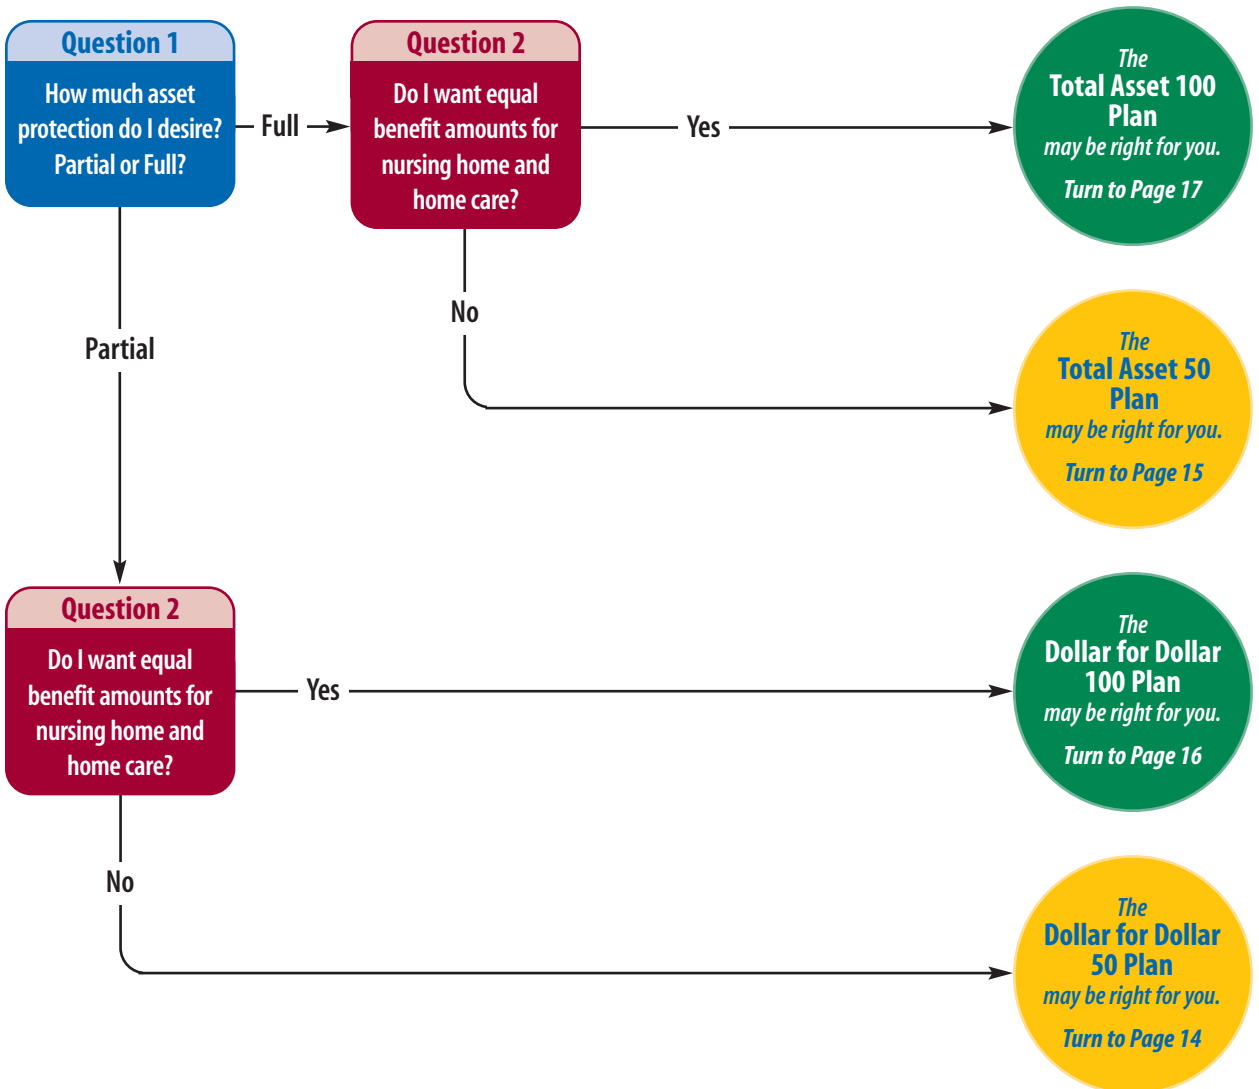 Question 1
How much asset
protection do I desire?
Partial or Full?
Full
Question 2
Do I want equal
benefit amounts for
nursing home and
home care?
Yes
The
Total Asset 100
Plan
may be right for you.
Turn to Page 17
No
The
Total Asset 50
Plan
may be right for you.
Turn to Page 15
Partial
Question 2
Do I want equal
benefit amounts for
nursing home and
home care?
Yes
The
Dollar for Dollar
100 Plan
may be right for you.
Turn to Page 16
No
The
Dollar for Dollar
50 Plan
may be right for you.
Turn to Page 14